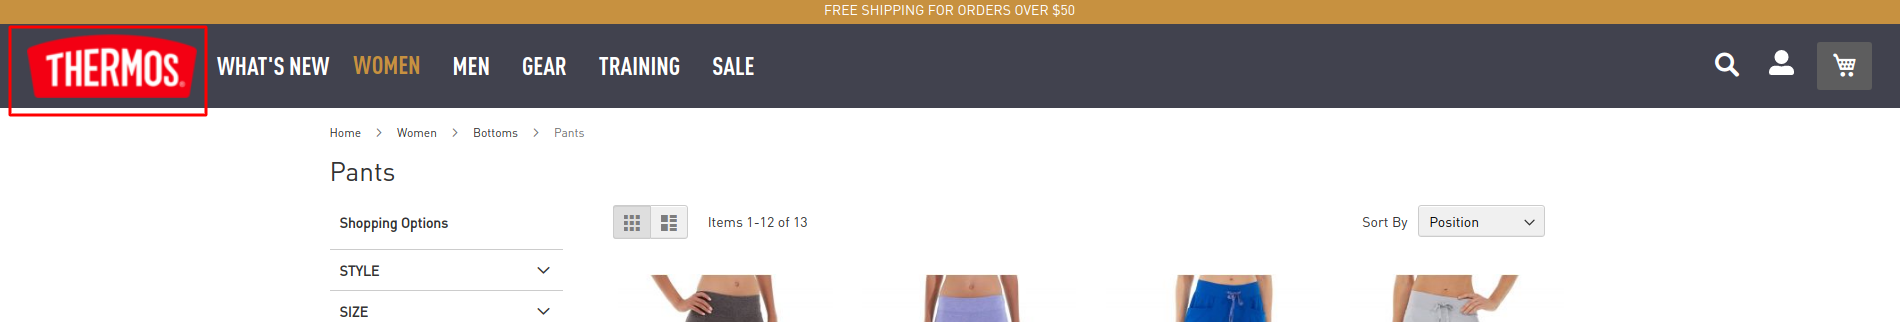 FREE SHIPPING FOR ORDERS OVER $50
THERMOS®
WHAT'S NEW WOMEN MEN GEAR TRAINING SALE
Home > Women > Bottoms > Pants
Pants
Shopping Options
Items 1-12 of 13
Sort By Position
STYLE
SIZE